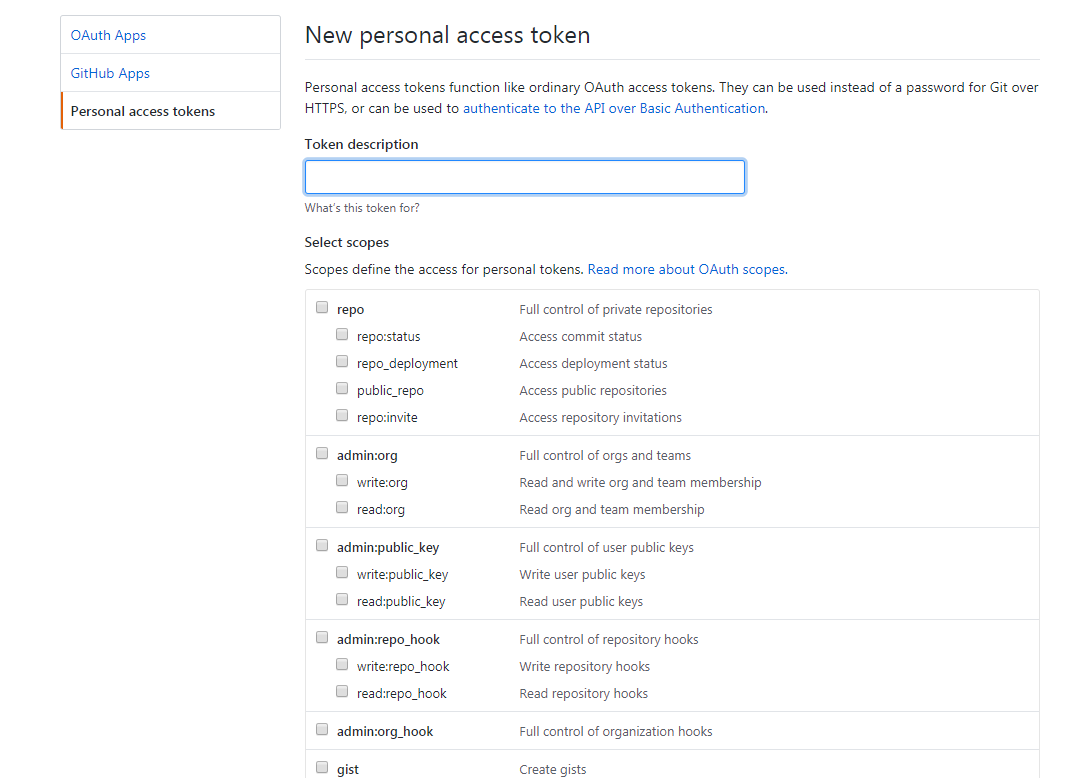 OAuth Apps
GitHub Apps
Personal access tokens
New personal access token
Personal access tokens function like ordinary OAuth access tokens. They can be used instead of a password for Git over
HTTPS, or can be used to authenticate to the API over Basic Authentication.
Token description
What's this token for?
Select scopes
Scopes define the access for personal tokens. Read more about OAuth scopes.
repo Full control of private repositories
repo:status Access commit status
repo_deployment Access deployment status
public_repo Access public repositories
repo:invite Access repository invitations
admin:org Full control of orgs and teams
write:org Read and write org and team membership
read:org Read org and team membership
admin:public_key Full control of user public keys
write:public_key Write user public keys
read:public_key Read user public keys
admin:repo_hook Full control of repository hooks
write:repo_hook Write repository hooks
read:repo_hook Read repository hooks
admin:org_hook Full control of organization hooks
gist Create gists